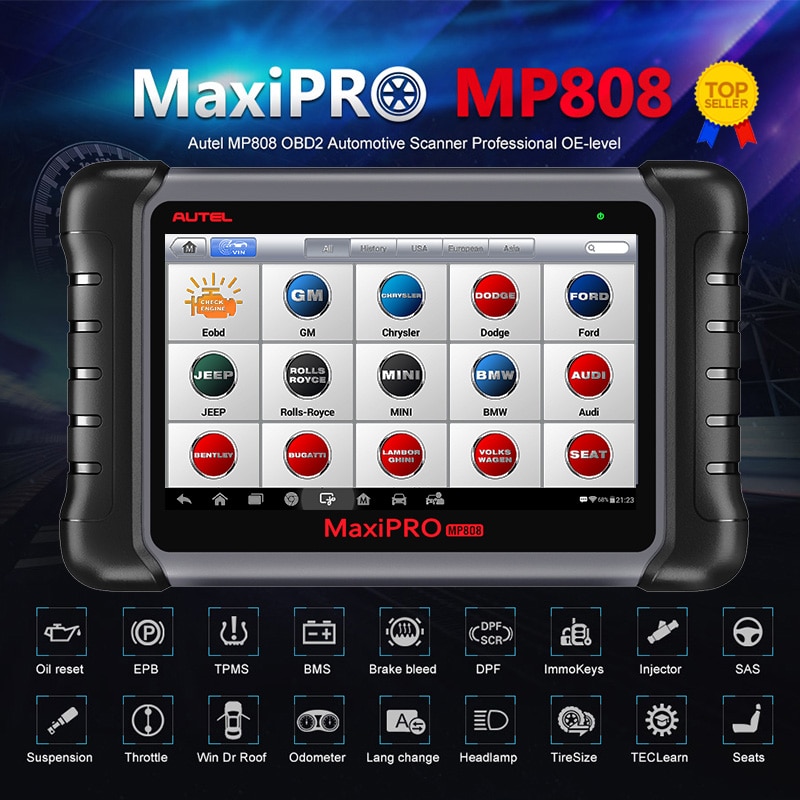 MaxiPRO MP808
TOP
SELLER
Autel MP808 OBD2 Automotive Scanner Professional OE-level
AUTEL
M VIN All History USA European Asia
CHECK
ENGINE
GM CHRYSLER DODGE FORD
Eobd GM Chrysler Dodge Ford
JEEP ROLLS
ROYCE MINI BMW AUDI
JEEP Rolls-Royce MINI BMW Audi
BENTLEY BUGATTI LAMBOR
GHINI VOLKS
WAGEN SEAT
M 68% 21:23
MaxiPRO MP808
P DPF
SCR
Oil reset EPB TPMS BMS Brake bleed DPF ImmoKeys Injector SAS
A
Suspension Throttle Win Dr Roof Odometer Lang change Headlamp TireSize TECLearn Seats